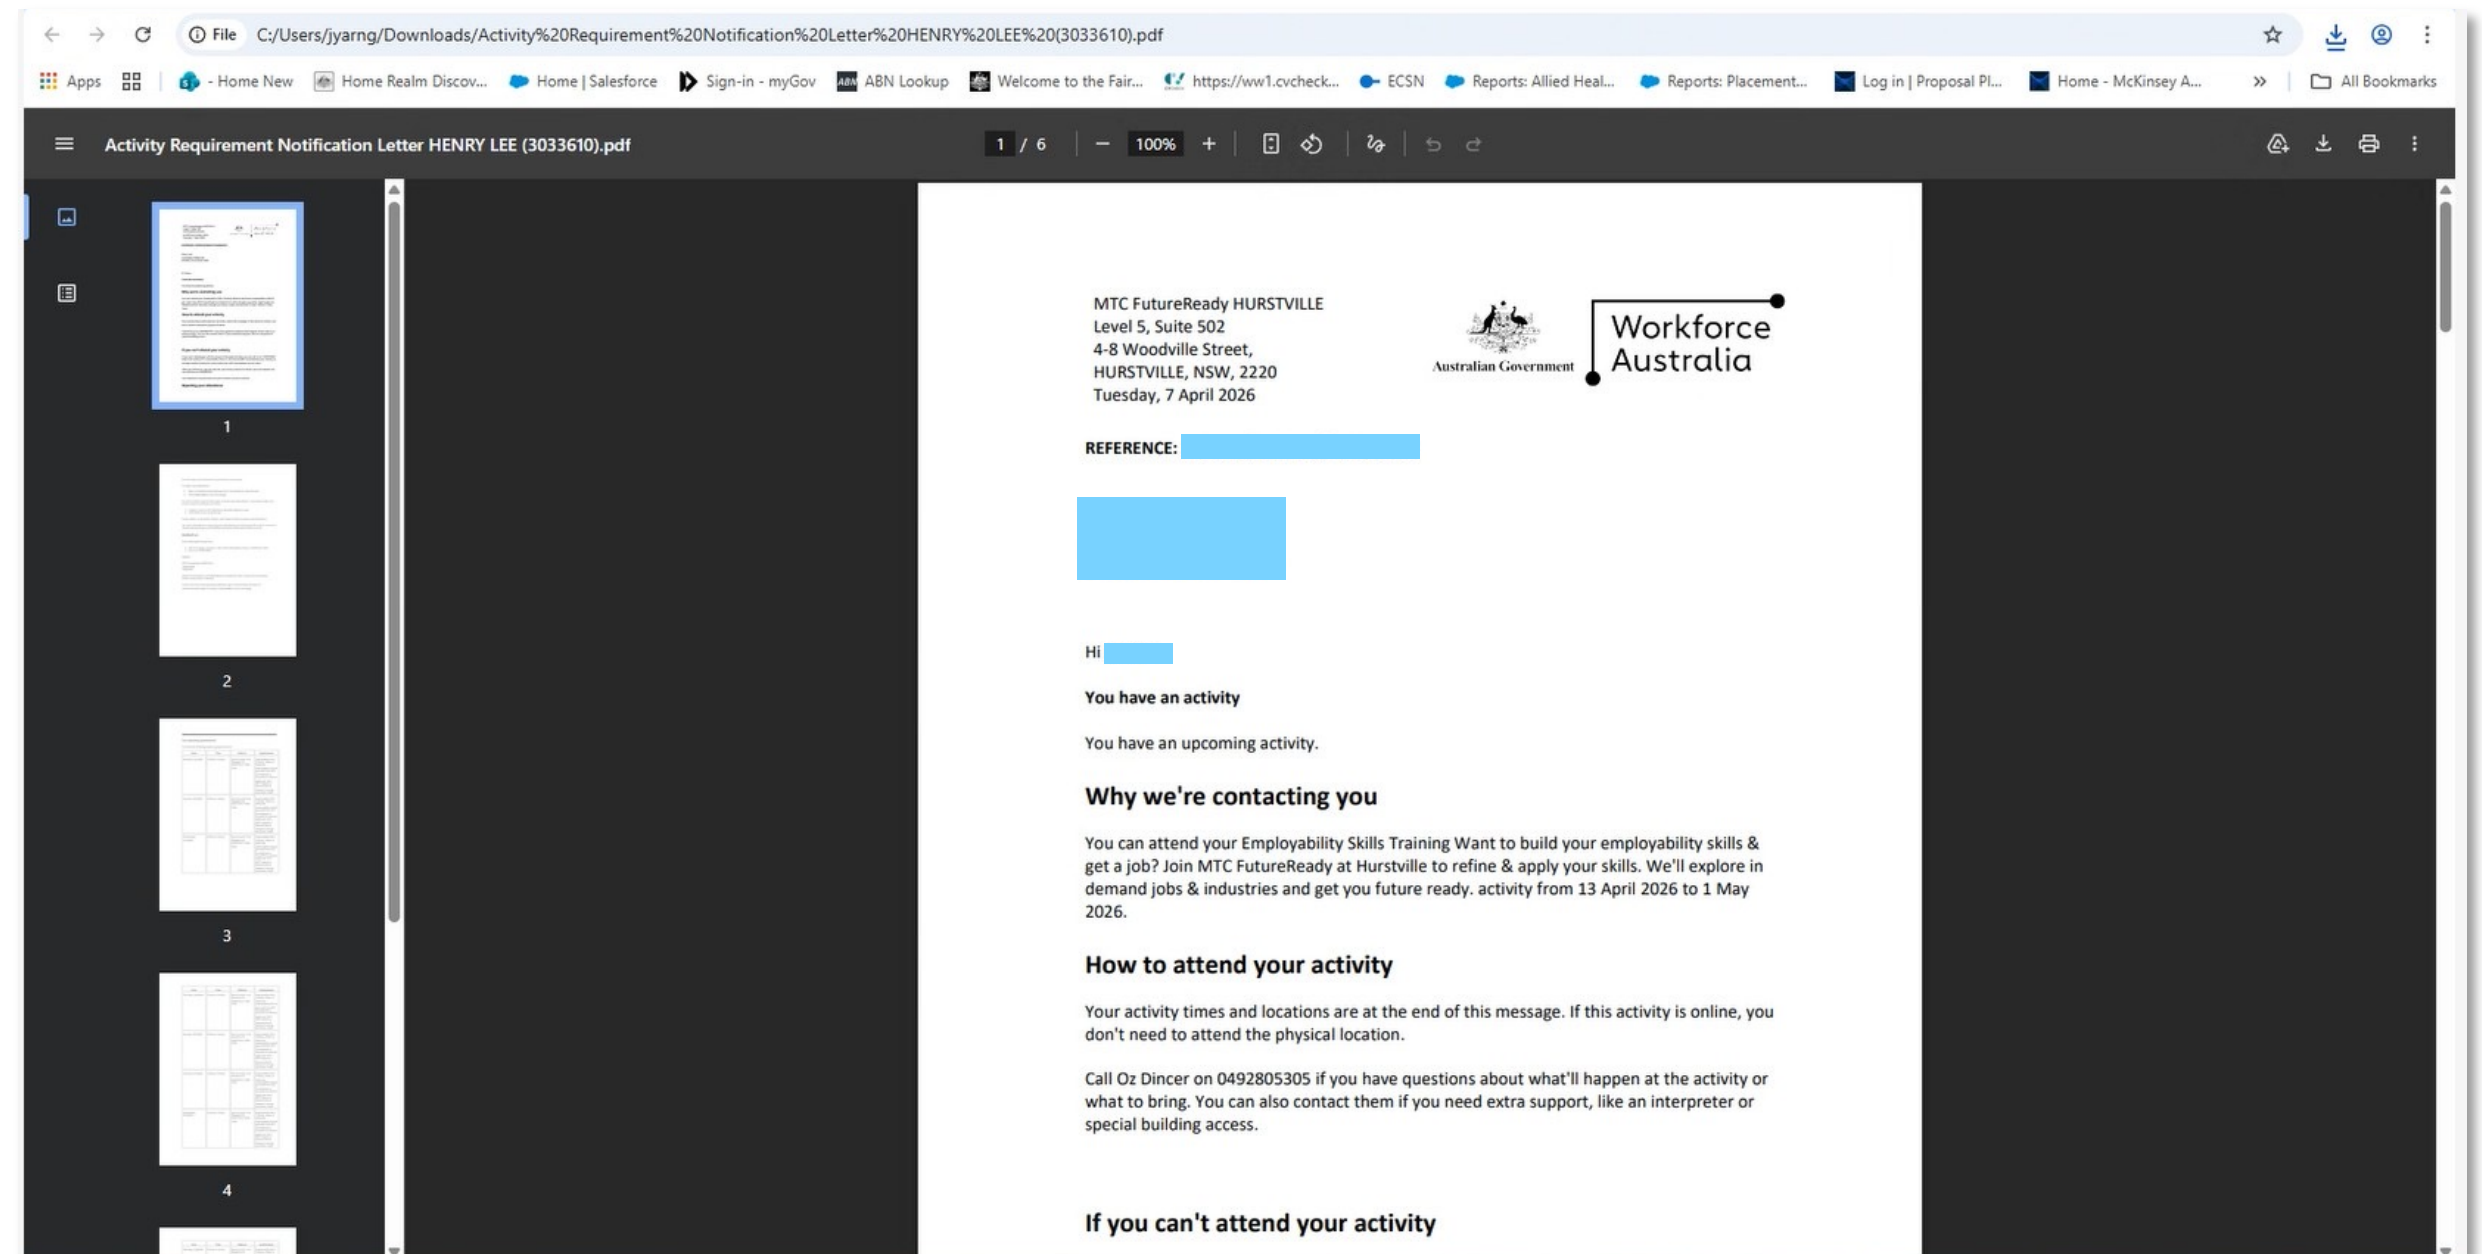 File C:/Users/jyarng/Downloads/Activity%20Requirement%20Notification%20Letter%20HENRY%20LEE%20(3033610).pdf
Apps - Home New Home Realm Discov... Home | Salesforce Sign-in - myGov ABN ABN Lookup Welcome to the Fair... https://ww1.cvcheck... ECSN Reports: Allied Heal... Reports: Placement... Log in | Proposal Pl... Home - McKinsey A... » All Bookmarks
Activity Requirement Notification Letter HENRY LEE (3033610).pdf 1 / 6 − 100% +
1
2
3
4
MTC FutureReady HURSTVILLE
Level 5, Suite 502
4-8 Woodville Street,
HURSTVILLE, NSW, 2220
Tuesday, 7 April 2026
Australian Government
Workforce
Australia
REFERENCE:
Hi
You have an activity
You have an upcoming activity.
Why we're contacting you
You can attend your Employability Skills Training Want to build your employability skills &
get a job? Join MTC FutureReady at Hurstville to refine & apply your skills. We'll explore in
demand jobs & industries and get you future ready. activity from 13 April 2026 to 1 May
2026.
How to attend your activity
Your activity times and locations are at the end of this message. If this activity is online, you
don't need to attend the physical location.
Call Oz Dincer on 0492805305 if you have questions about what'll happen at the activity or
what to bring. You can also contact them if you need extra support, like an interpreter or
special building access.
If you can't attend your activity